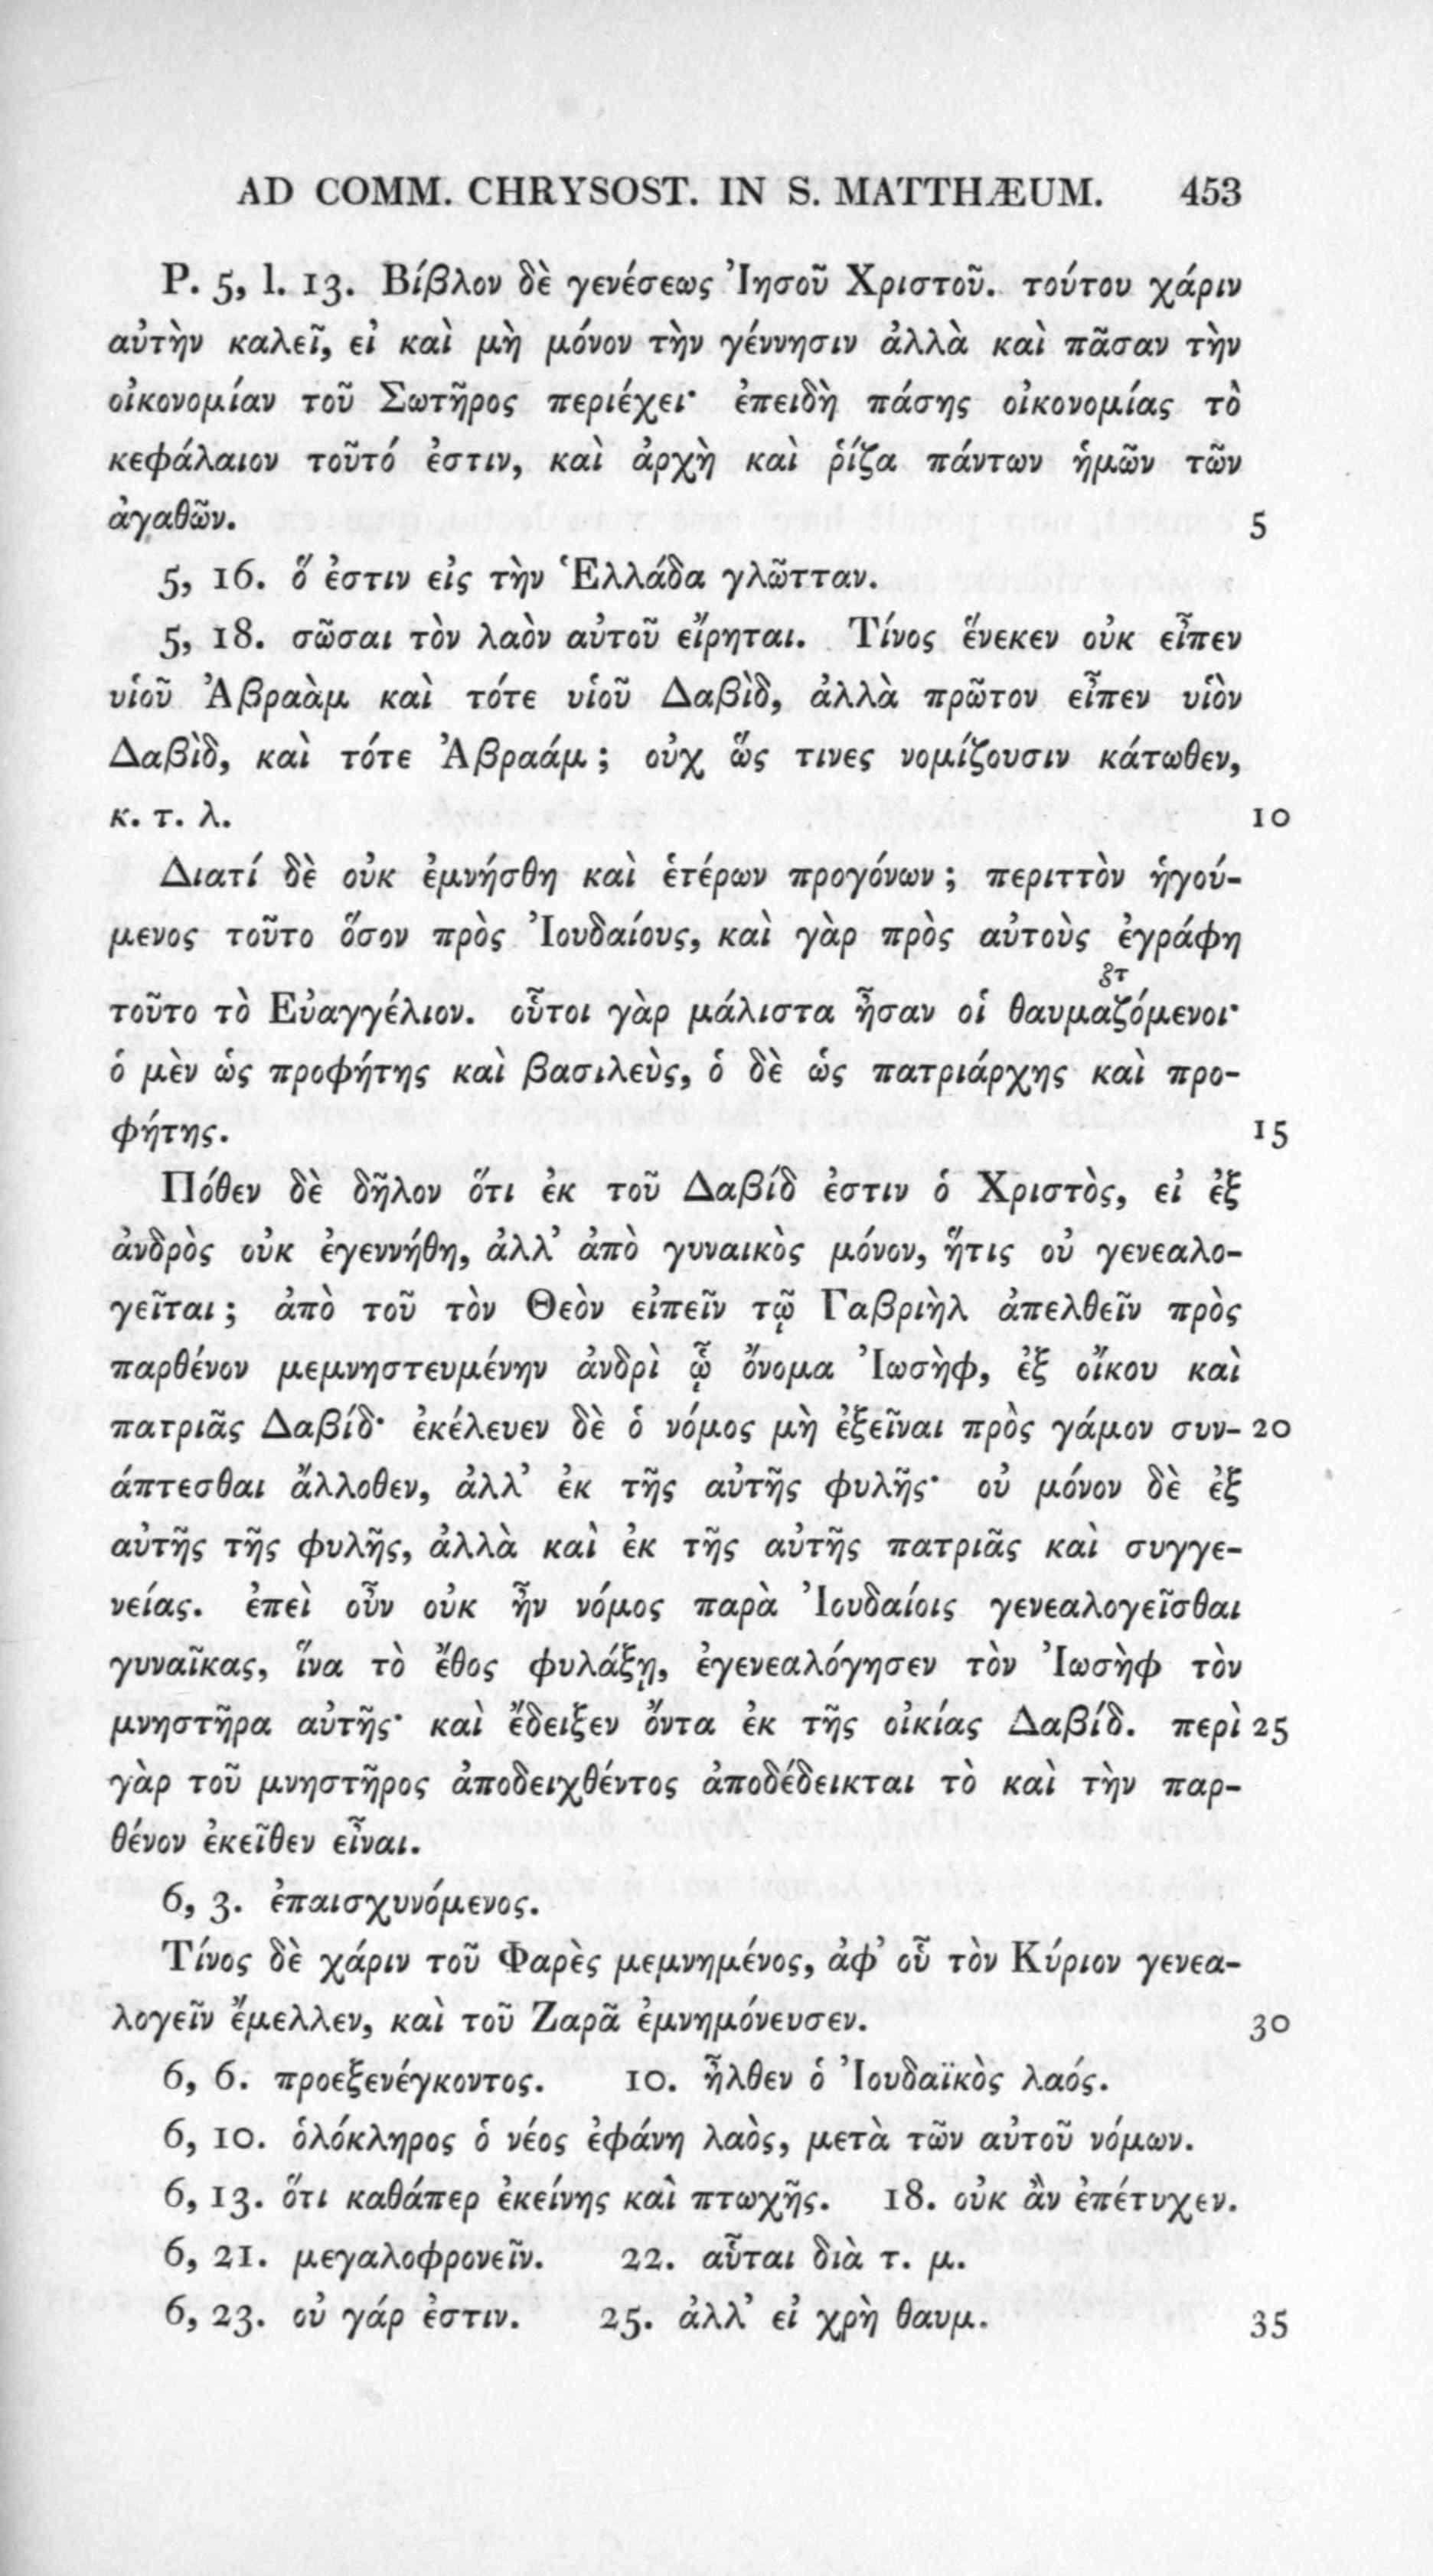 AD COMM. CHRYSOST. IN S. MATTHÆUM. 453
P. 5, l. 13. Βίβλον δὲ γενέσεως Ἰησοῦ Χριστοῦ. τούτου χάριν
αὐτὴν καλεῖ, εἰ καὶ μὴ μόνον τὴν γέννησιν ἀλλὰ καὶ πᾶσαν τὴν
οἰκονομίαν τοῦ Σωτῆρος περιέχει· ἐπειδὴ πάσης οἰκονομίας τὸ
κεφάλαιον τοῦτό ἐστιν, καὶ ἀρχὴ καὶ ῥίζα πάντων ἡμῶν τῶν
ἀγαθῶν. 5
5, 16. ὅ ἐστιν εἰς τὴν Ἑλλάδα γλῶτταν.
5, 18. σῶσαι τὸν λαὸν αὐτοῦ εἴρηται. Τίνος ἕνεκεν οὐκ εἶπεν
υἱοῦ Ἀβραὰμ καὶ τότε υἱοῦ Δαβὶδ, ἀλλὰ πρῶτον εἶπεν υἱὸν
Δαβὶδ, καὶ τότε Ἀβραάμ; οὐχ ὥς τινες νομίζουσιν κάτωθεν,
κ. τ. λ. 10
Διατί δὲ οὐκ ἐμνήσθη καὶ ἑτέρων προγόνων; περιττὸν ἡγού-
μενος τοῦτο ὅσον πρὸς Ἰουδαίους, καὶ γὰρ πρὸς αὐτοὺς ἐγράφη
τοῦτο τὸ Εὐαγγέλιον. οὗτοι γὰρ μάλιστα ἦσαν οἱ θαυμαζόμενοι·
ὁ μὲν ὡς προφήτης καὶ βασιλεὺς, ὁ δὲ ὡς πατριάρχης καὶ προ-
φήτης. 15
Πόθεν δὲ δῆλον ὅτι ἐκ τοῦ Δαβίδ ἐστιν ὁ Χριστὸς, εἰ ἐξ
ἀνδρὸς οὐκ ἐγεννήθη, ἀλλ’ ἀπὸ γυναικὸς μόνον, ἥτις οὐ γενεαλο-
γεῖται; ἀπὸ τοῦ τὸν Θεὸν εἰπεῖν τῷ Γαβριὴλ ἀπελθεῖν πρὸς
παρθένον μεμνηστευμένην ἀνδρὶ ᾧ ὄνομα Ἰωσὴφ, ἐξ οἴκου καὶ
πατριᾶς Δαβίδ· ἐκέλευεν δὲ ὁ νόμος μὴ ἐξεῖναι πρὸς γάμον συν- 20
άπτεσθαι ἄλλοθεν, ἀλλ’ ἐκ τῆς αὐτῆς φυλῆς· οὐ μόνον δὲ ἐξ
αὐτῆς τῆς φυλῆς, ἀλλὰ καὶ ἐκ τῆς αὐτῆς πατριᾶς καὶ συγγε-
νείας. ἐπεὶ οὖν οὐκ ἦν νόμος παρὰ Ἰουδαίοις γενεαλογεῖσθαι
γυναῖκας, ἵνα τὸ ἔθος φυλάξῃ, ἐγενεαλόγησεν τὸν Ἰωσὴφ τὸν
μνηστῆρα αὐτῆς· καὶ ἔδειξεν ὄντα ἐκ τῆς οἰκίας Δαβίδ. περὶ 25
γὰρ τοῦ μνηστῆρος ἀποδειχθέντος ἀποδέδεικται τὸ καὶ τὴν παρ-
θένον ἐκεῖθεν εἶναι.
6, 3. ἐπαισχυνόμενος.
Τίνος δὲ χάριν τοῦ Φαρὲς μεμνημένος, ἀφ’ οὗ τὸν Κύριον γενεα-
λογεῖν ἔμελλεν, καὶ τοῦ Ζαρᾶ ἐμνημόνευσεν. 30
6, 6. προεξενέγκοντος. 10. ἦλθεν ὁ Ἰουδαϊκὸς λαός.
6, 10. ὁλόκληρος ὁ νέος ἐφάνη λαὸς, μετὰ τῶν αὐτοῦ νόμων.
6, 13. ὅτι καθάπερ ἐκείνης καὶ πτωχῆς. 18. οὐκ ἂν ἐπέτυχεν.
6, 21. μεγαλοφρονεῖν. 22. αὗται διὰ τ. μ.
6, 23. οὐ γάρ ἐστιν. 25. ἀλλ’ εἰ χρὴ θαυμ. 35